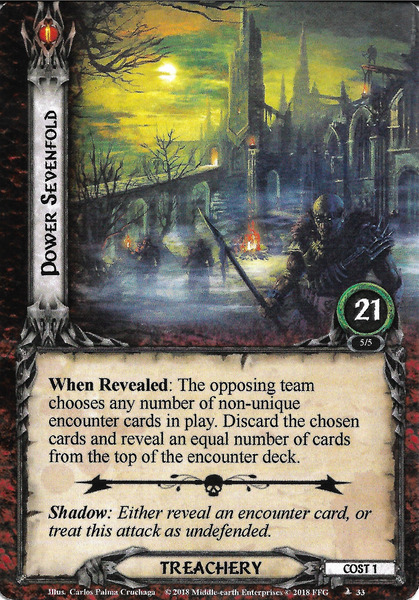 POWER SEVENFOLD
21
5/5
When Revealed: The opposing team
chooses any number of non-unique
encounter cards in play. Discard the chosen
cards and reveal an equal number of cards
from the top of the encounter deck.
Shadow: Either reveal an encounter card, or
treat this attack as undefended.
TREACHERY
COST 1
Illus. Carlos Palma Cruchaga © 2018 Middle-earth Enterprises © 2018 FFG 33